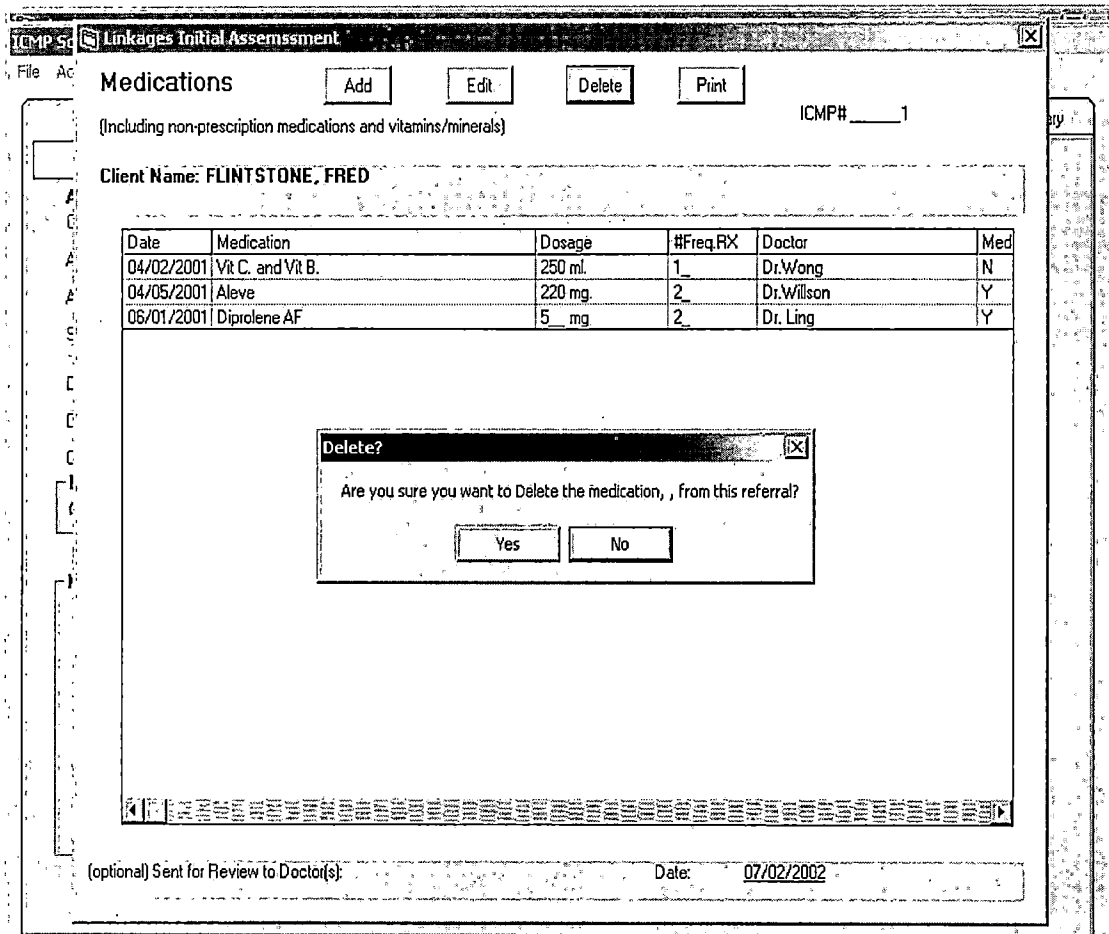 ICMP Linkages Initial Assemssment
File Ac
Medications Add Edit Delete Print
ICMP#_____1
(Including non-prescription medications and vitamins/minerals)
Client Name: FLINTSTONE, FRED
Date Medication Dosage #Freq.RX Doctor Med
04/02/2001 Vit C. and Vit B. 250 ml. 1_ Dr.Wong N
04/05/2001 Aleve 220 mg. 2_ Dr.Willson Y
06/01/2001 Diprolene AF 5__ mg 2_ Dr. Ling Y
Delete?
Are you sure you want to Delete the medication, , from this referral?
Yes No
(optional) Sent for Review to Doctor(s): Date: 07/02/2002